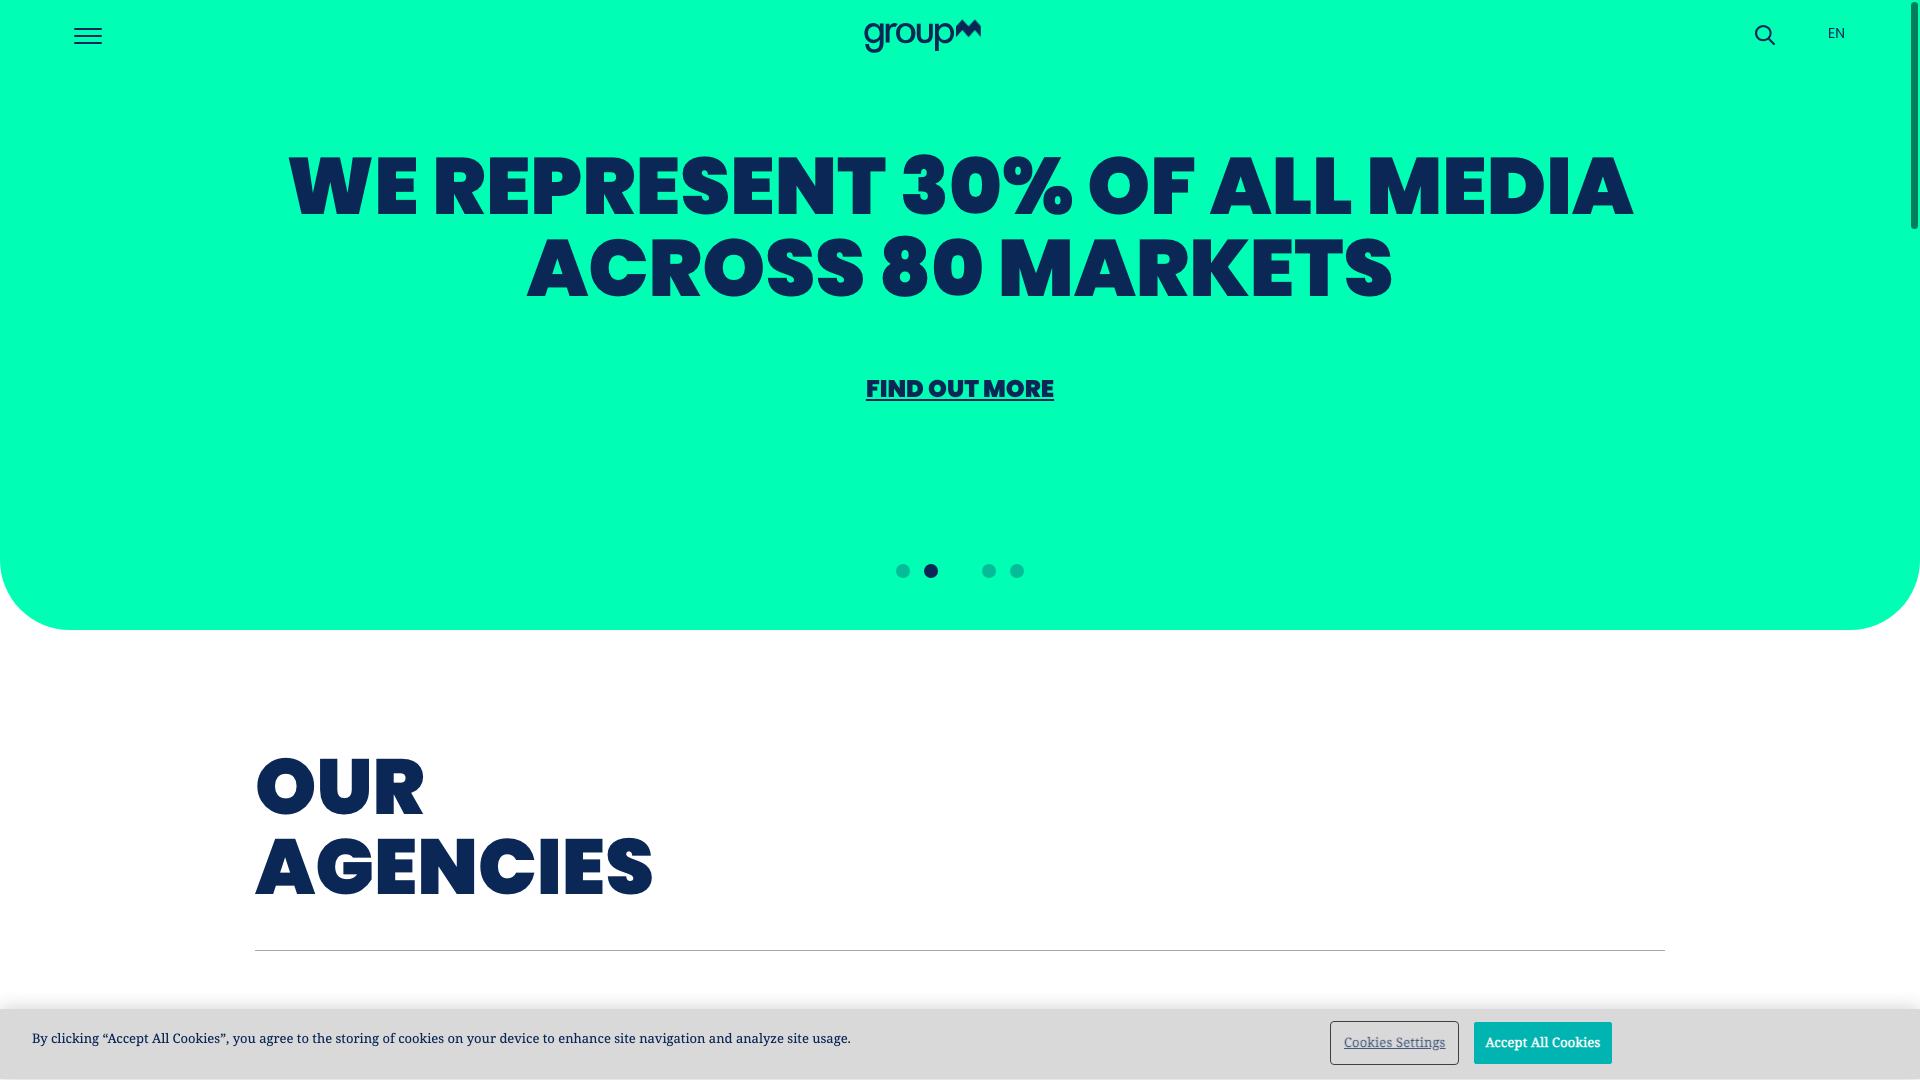 groupm
EN
WE REPRESENT 30% OF ALL MEDIA
ACROSS 80 MARKETS
FIND OUT MORE
OUR
AGENCIES
By clicking “Accept All Cookies”, you agree to the storing of cookies on your device to enhance site navigation and analyze site usage.
Cookies Settings
Accept All Cookies